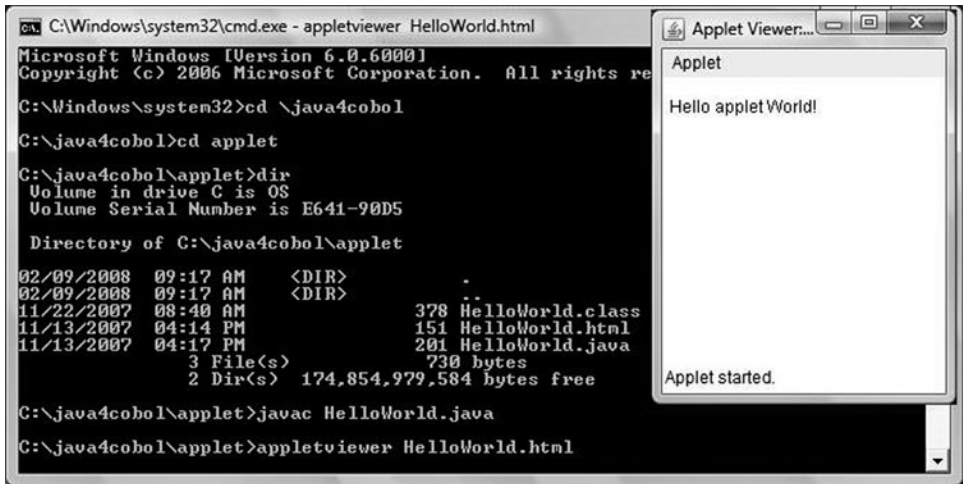 C:\Windows\system32\cmd.exe - appletviewer HelloWorld.html
Microsoft Windows [Version 6.0.6000]
Copyright (c) 2006 Microsoft Corporation. All rights re
C:\Windows\system32>cd \java4cobol
C:\java4cobol>cd applet
C:\java4cobol\applet>dir
Volume in drive C is OS
Volume Serial Number is E641-90D5
Directory of C:\java4cobol\applet
02/09/2008 09:17 AM <DIR> .
02/09/2008 09:17 AM <DIR> ..
11/22/2007 08:40 AM 378 HelloWorld.class
11/13/2007 04:14 PM 151 HelloWorld.html
11/13/2007 04:17 PM 201 HelloWorld.java
3 File(s) 730 bytes
2 Dir(s) 174,854,979,584 bytes free
C:\java4cobol\applet>javac HelloWorld.java
C:\java4cobol\applet>appletviewer HelloWorld.html
Applet Viewer:...
Applet
Hello applet World!
Applet started.